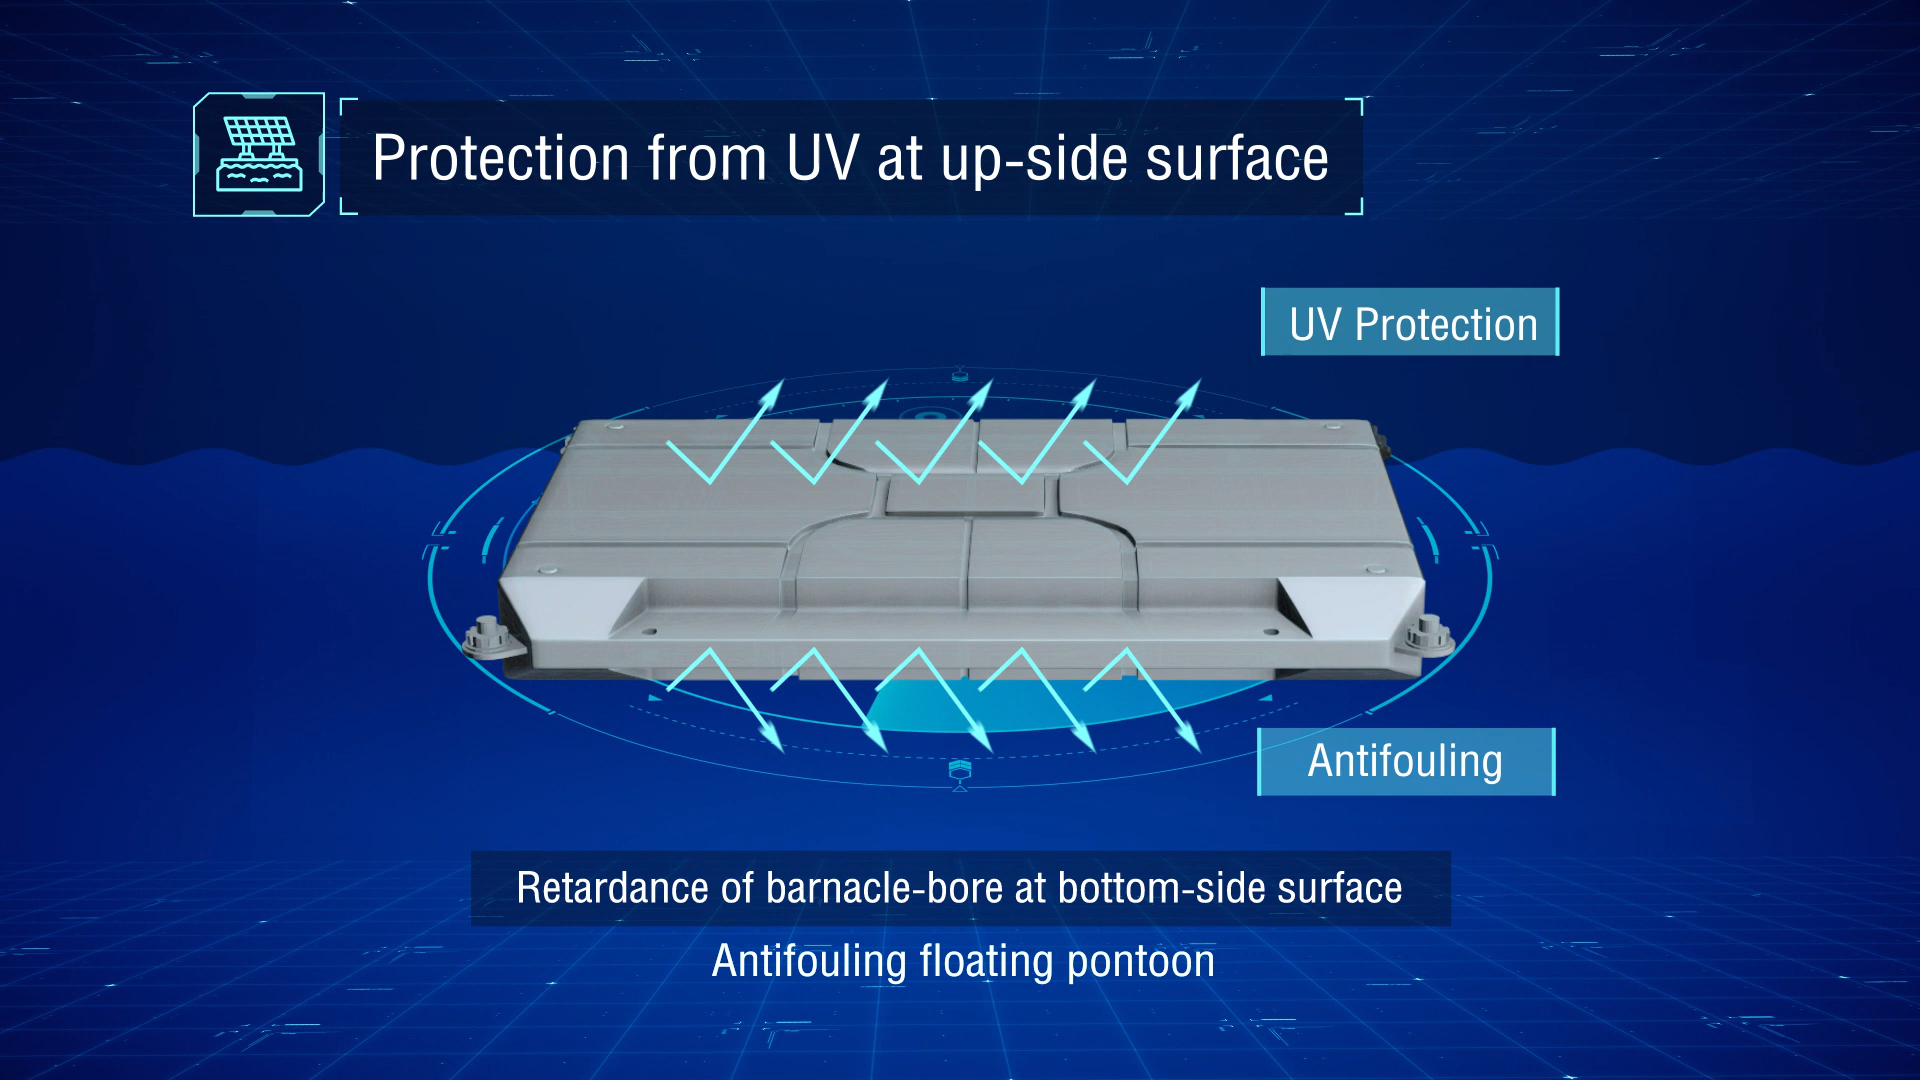 Protection from UV at up-side surface
UV Protection
Antifouling
Retardance of barnacle-bore at bottom-side surface
Antifouling floating pontoon